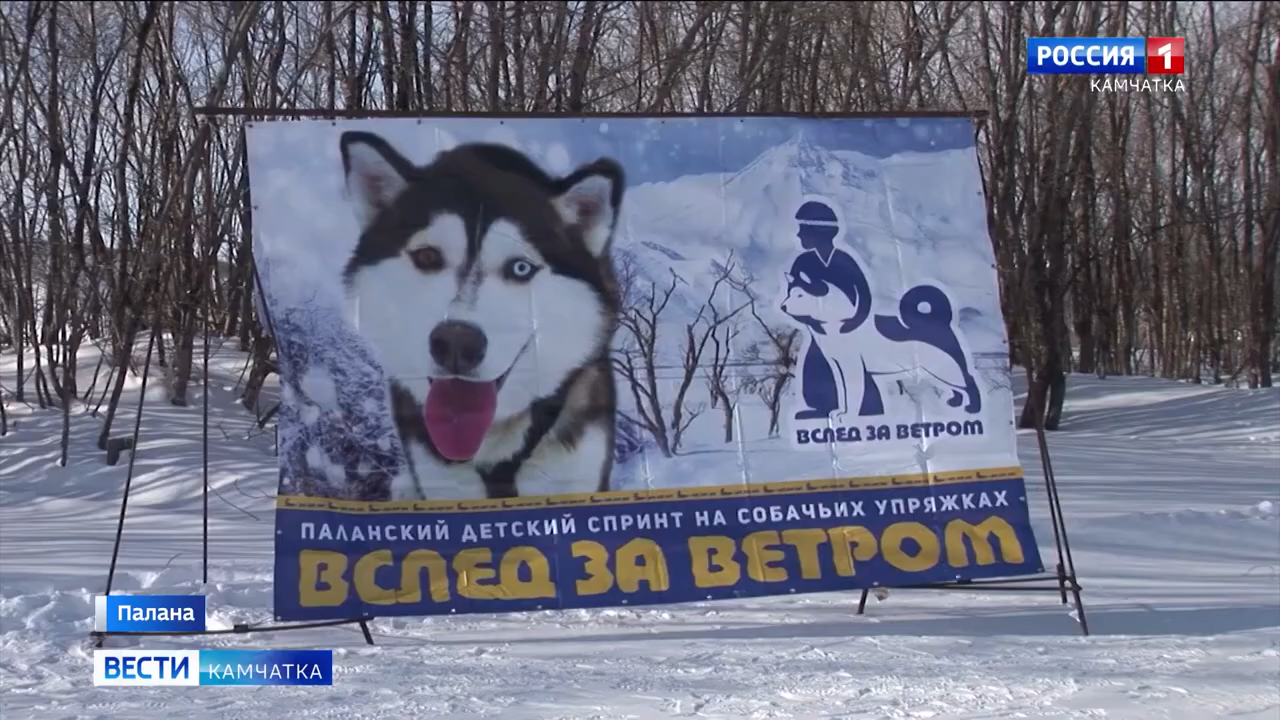 РОССИЯ 1
КАМЧАТКА
ВСЛЕД ЗА ВЕТРОМ
ПАЛАНСКИЙ ДЕТСКИЙ СПРИНТ НА СОБАЧЬИХ УПРЯЖКАХ
ВСЛЕД ЗА ВЕТРОМ
Палана
ВЕСТИ КАМЧАТКА